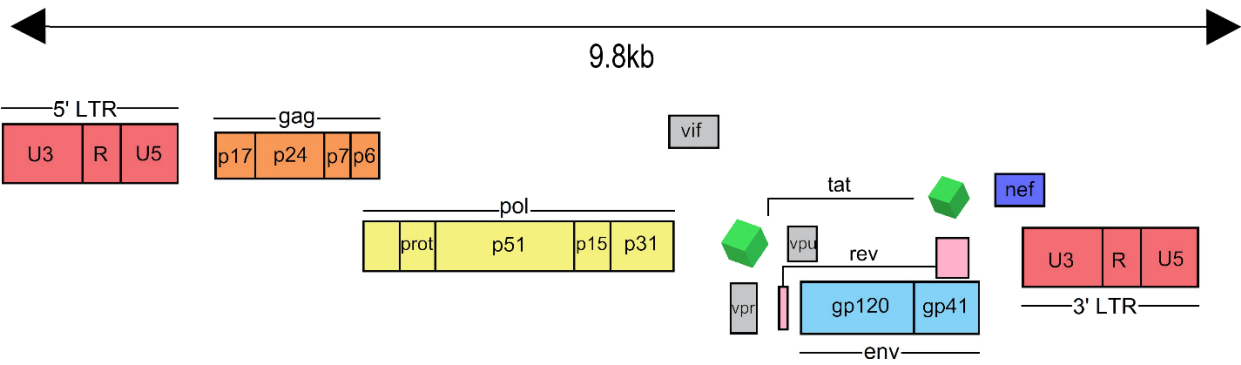 9.8kb
5' LTR
U3 R U5
gag
p17 p24 p7 p6
vif
pol
prot p51 p15 p31
tat
nef
vpu
rev
vpr
gp120 gp41
env
U3 R U5
3' LTR